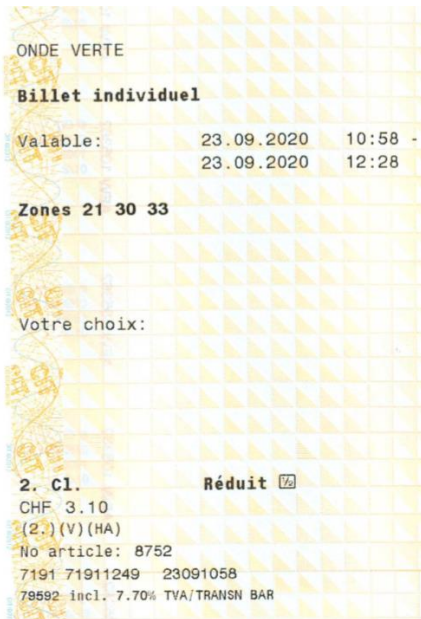 ONDE VERTE
Billet individuel
Valable: 23.09.2020 10:58 -
23.09.2020 12:28
Zones 21 30 33
Votre choix:
2. Cl. Réduit ½
CHF 3.10
(2.)(V)(HA)
No article: 8752
7191 71911249 23091058
79592 incl. 7.70% TVA/TRANSN BAR